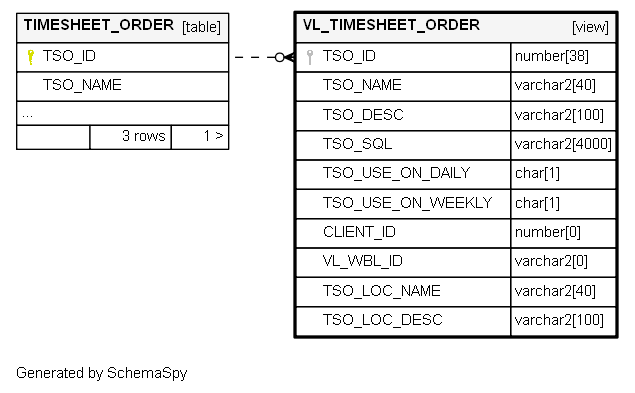 TIMESHEET_ORDER [table]
TSO_ID
TSO_NAME
...
3 rows 1 >
VL_TIMESHEET_ORDER [view]
TSO_ID number[38]
TSO_NAME varchar2[40]
TSO_DESC varchar2[100]
TSO_SQL varchar2[4000]
TSO_USE_ON_DAILY char[1]
TSO_USE_ON_WEEKLY char[1]
CLIENT_ID number[0]
VL_WBL_ID varchar2[0]
TSO_LOC_NAME varchar2[40]
TSO_LOC_DESC varchar2[100]
Generated by SchemaSpy